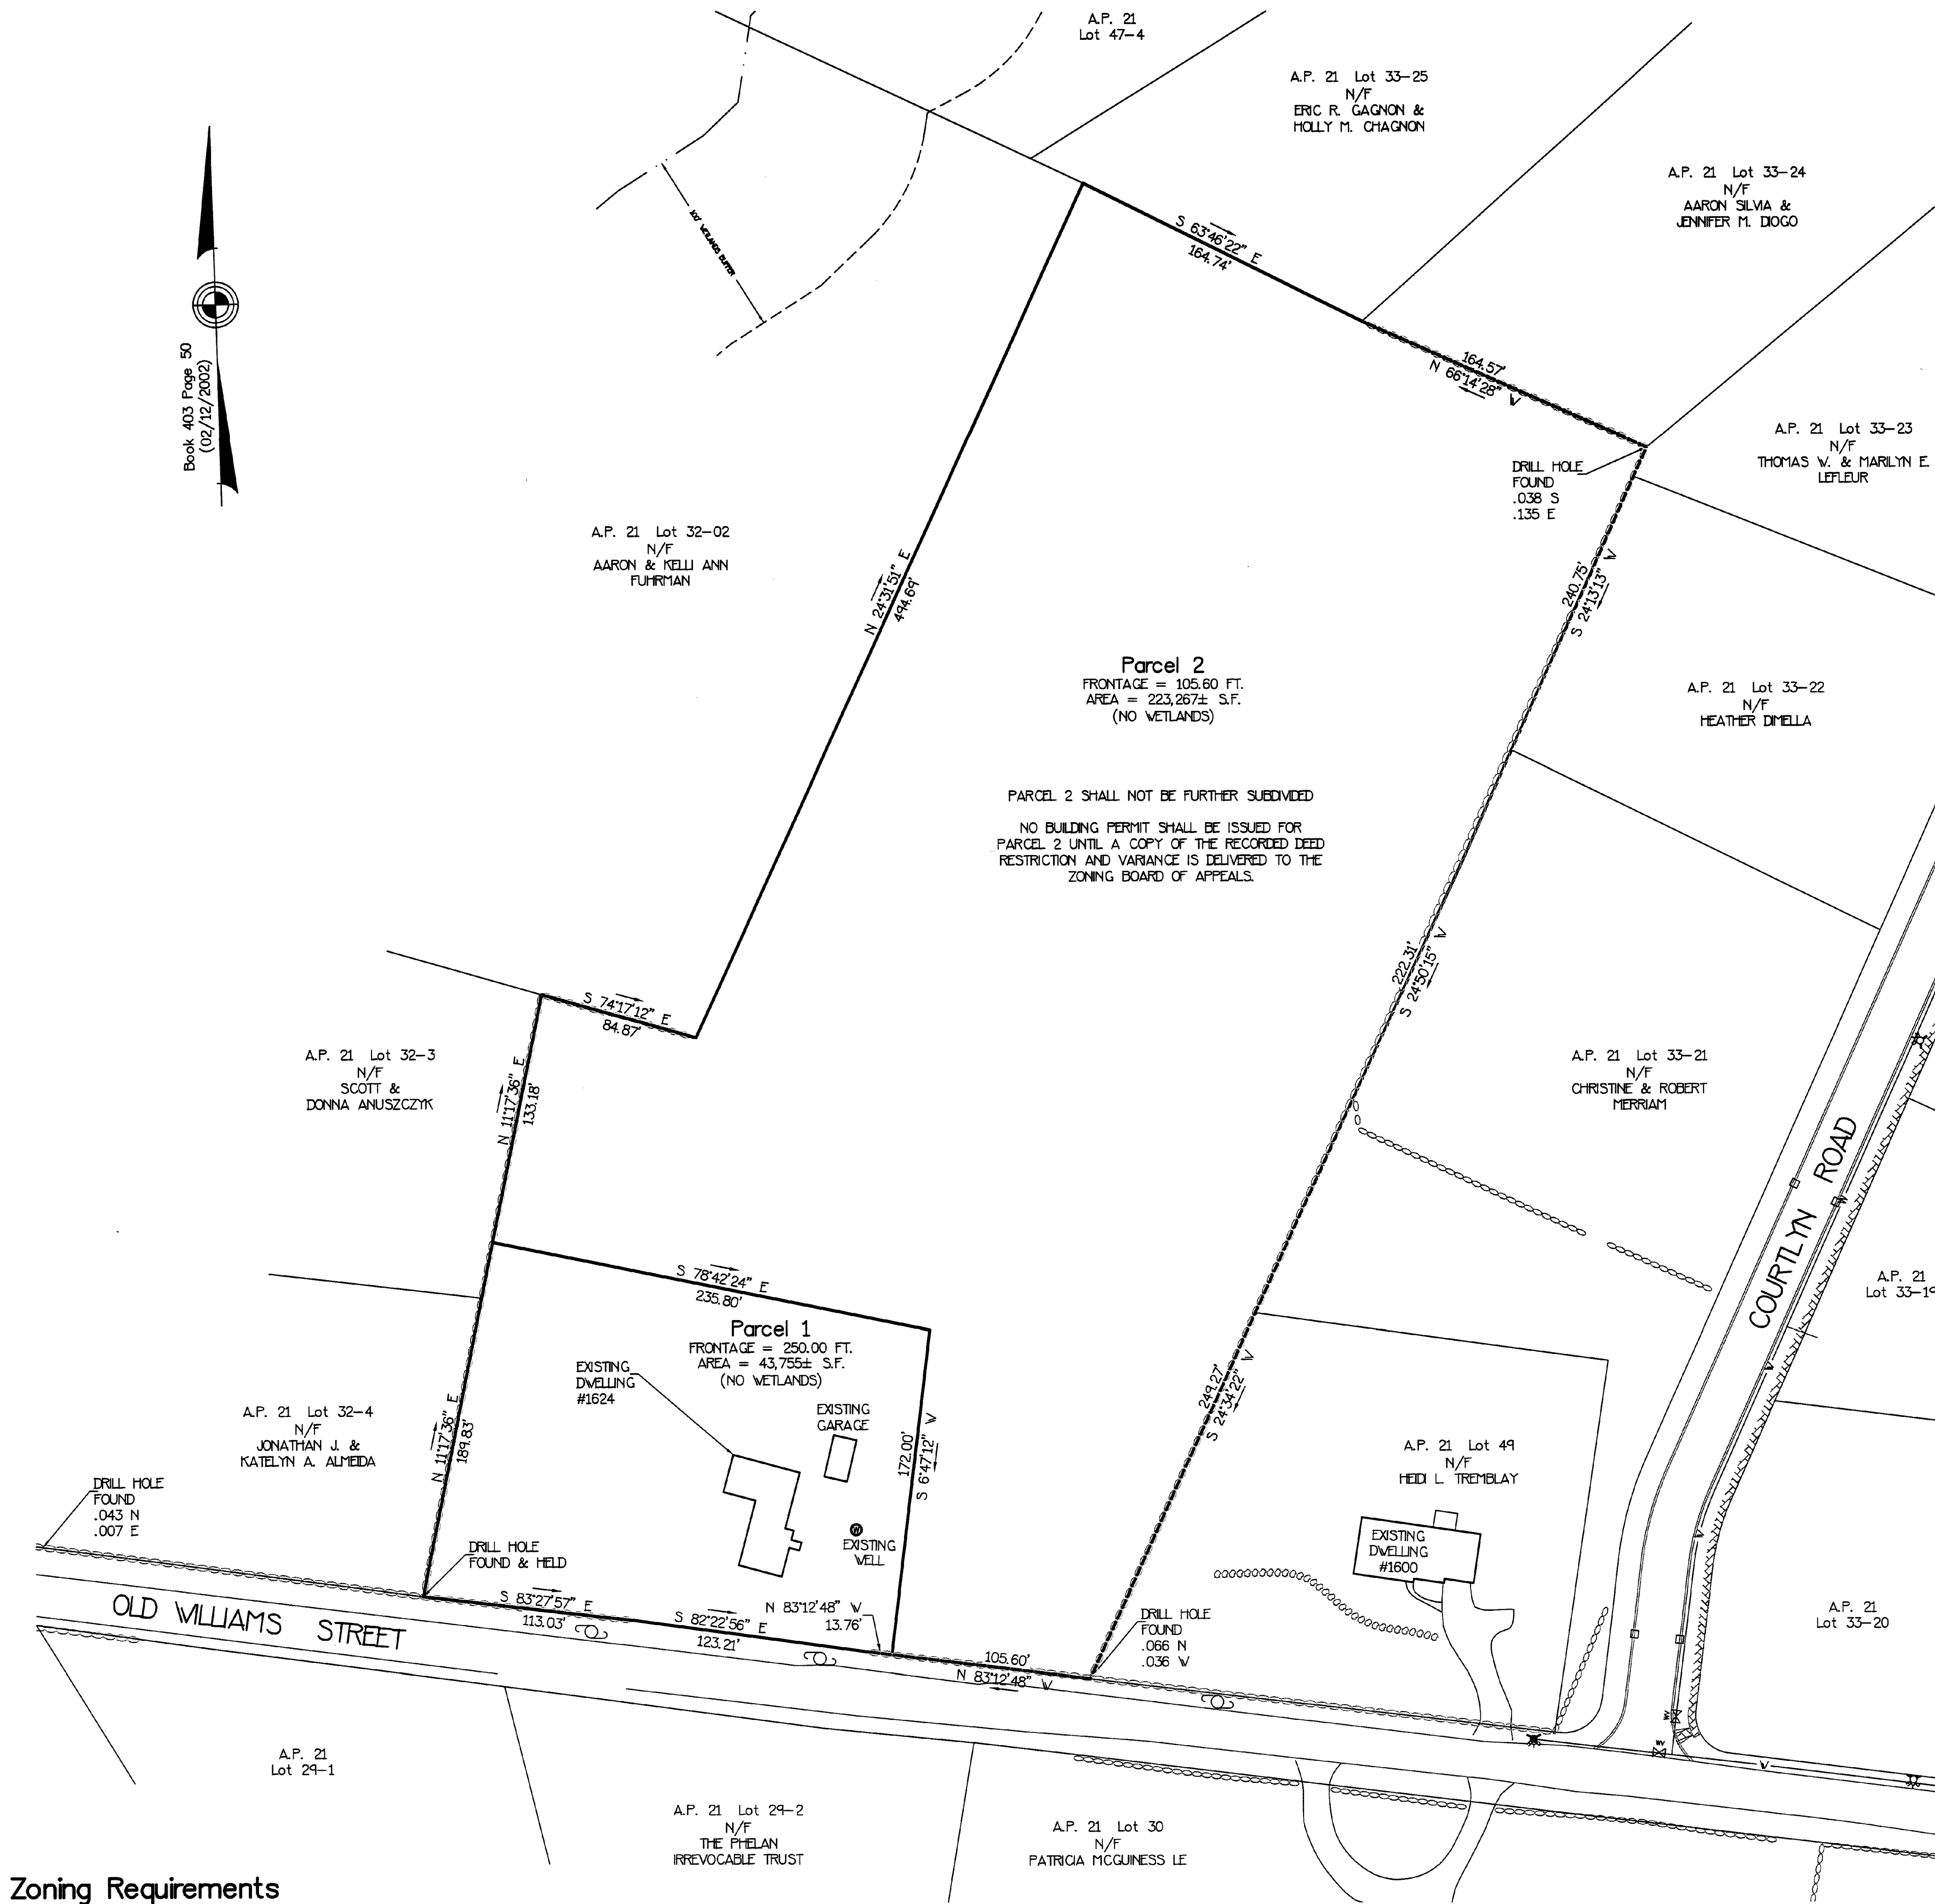 A.P. 21
Lot 47-4
A.P. 21 Lot 33-25
N/F
ERIC R. GAGNON &
HOLLY M. CHAGNON
A.P. 21 Lot 33-24
N/F
AARON SILVIA &
JENNIFER M. DIOGO
Book 403 Page 50
(02/12/2002)
100' WETLANDS BUFFER
S 63°46'22" E
164.74'
164.57'
N 66°14'28" W
A.P. 21 Lot 33-23
N/F
THOMAS W. & MARILYN E.
LEFLEUR
DRILL HOLE
FOUND
.038 S
.135 E
A.P. 21 Lot 32-02
N/F
AARON & KELLI ANN
FUHRMAN
N 24°31'51" E
494.69'
240.75'
S 24°13'13" W
Parcel 2
FRONTAGE = 105.60 FT.
AREA = 223,267± S.F.
(NO WETLANDS)
A.P. 21 Lot 33-22
N/F
HEATHER DIMELLA
PARCEL 2 SHALL NOT BE FURTHER SUBDIVIDED
NO BUILDING PERMIT SHALL BE ISSUED FOR
PARCEL 2 UNTIL A COPY OF THE RECORDED DEED
RESTRICTION AND VARIANCE IS DELIVERED TO THE
ZONING BOARD OF APPEALS.
222.31'
S 24°50'15" W
S 74°17'12" E
84.87'
A.P. 21 Lot 32-3
N/F
SCOTT &
DONNA ANUSZCZYK
N 11°17'36" E
133.18'
A.P. 21 Lot 33-21
N/F
CHRISTINE & ROBERT
MERRIAM
COURTLYN ROAD
W
A.P. 21
Lot 33-19
S 78°42'24" E
235.80'
Parcel 1
FRONTAGE = 250.00 FT.
AREA = 43,755± S.F.
(NO WETLANDS)
EXISTING
DWELLING
#1624
EXISTING
GARAGE
W
EXISTING
WELL
172.00'
S 6°47'12" W
249.27'
S 24°34'22" W
W
A.P. 21 Lot 32-4
N/F
JONATHAN J. &
KATELYN A. ALMEIDA
N 11°17'36" E
189.83'
A.P. 21 Lot 49
N/F
HEIDI L TREMBLAY
DRILL HOLE
FOUND
.043 N
.007 E
DRILL HOLE
FOUND & HELD
EXISTING
DWELLING
#1600
W
OLD WILLIAMS STREET
S 83°27'57" E
113.03'
S 82°22'56" E
123.21'
N 83°12'48" W
13.76'
105.60'
N 83°12'48" W
DRILL HOLE
FOUND
.066 N
.036 W
A.P. 21
Lot 33-20
WV
WV
W
A.P. 21
Lot 29-1
A.P. 21 Lot 29-2
N/F
THE PHELAN
IRREVOCABLE TRUST
A.P. 21 Lot 30
N/F
PATRICIA MCGUINESS LE
Zoning Requirements